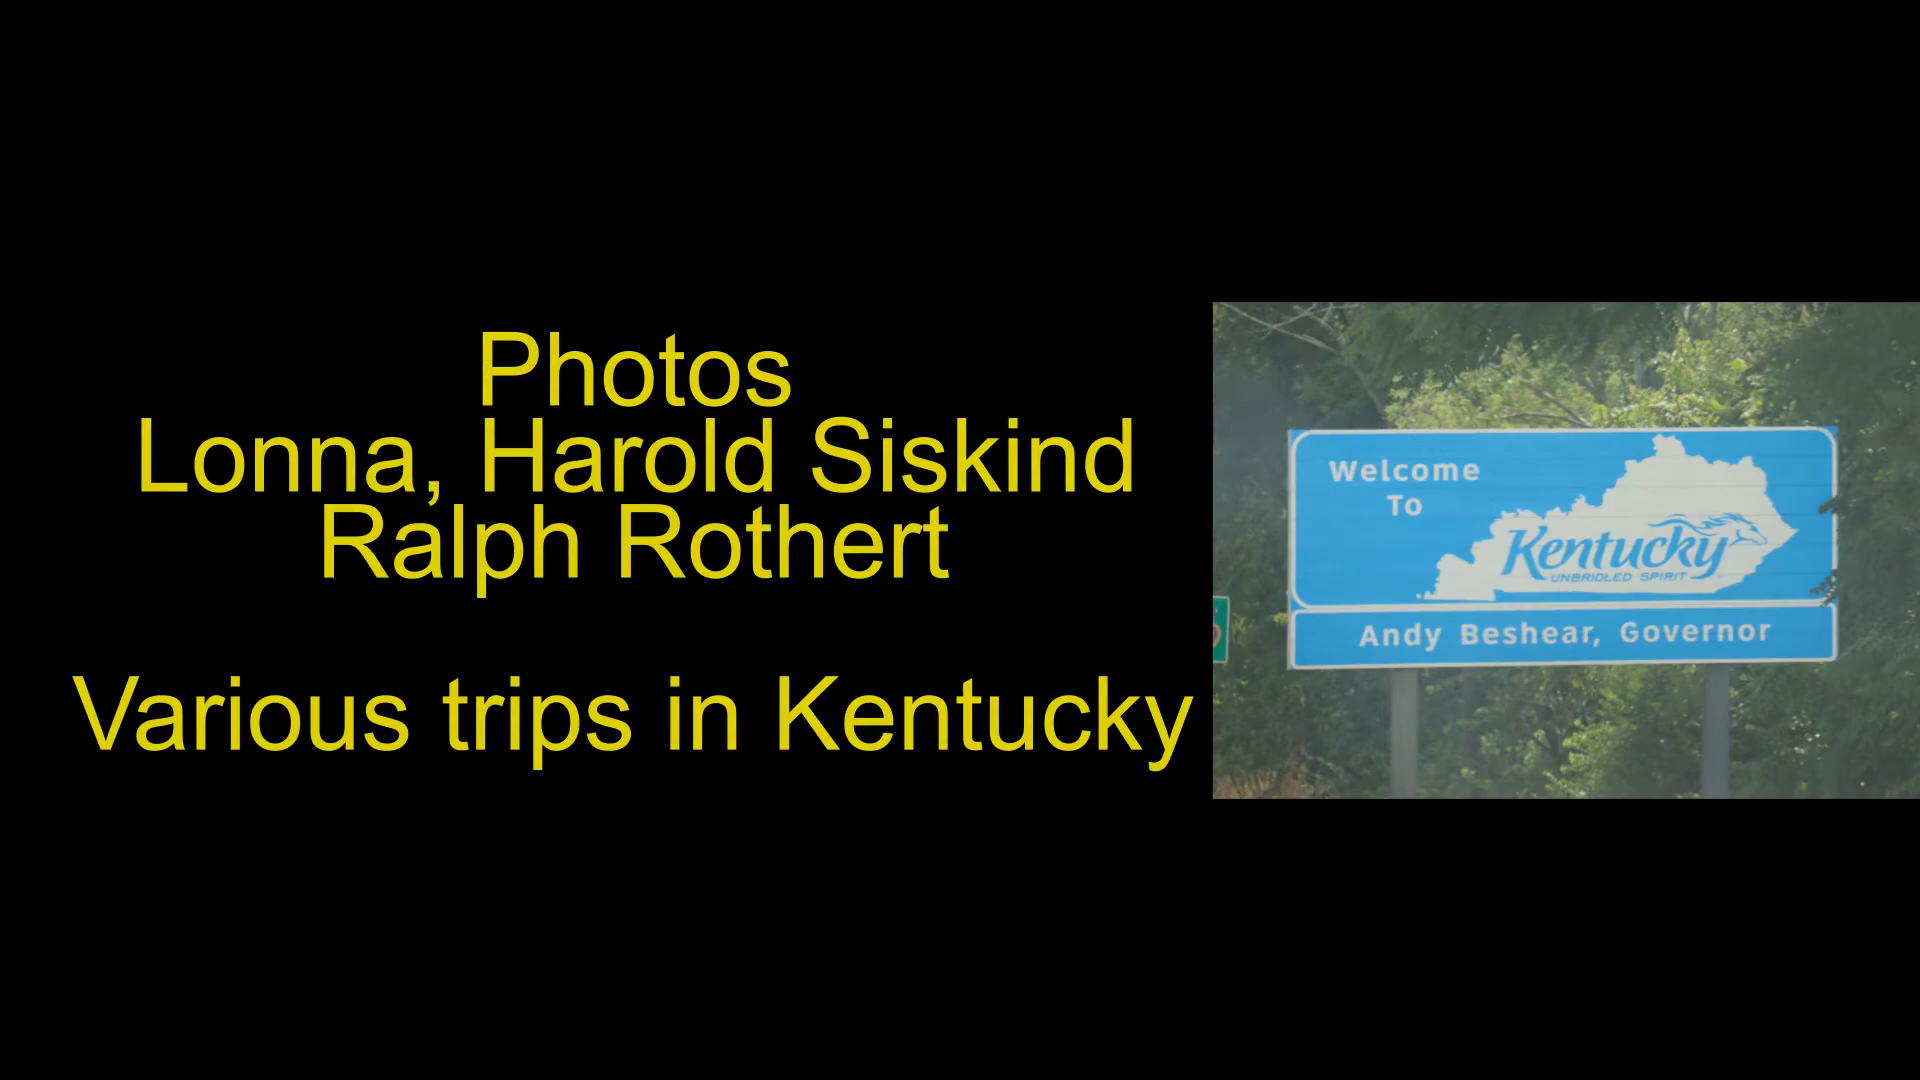 Photos
Lonna, Harold Siskind
Ralph Rothert
Various trips in Kentucky
Welcome
To
Kentucky
UNBRIDLED SPIRIT
Andy Beshear, Governor